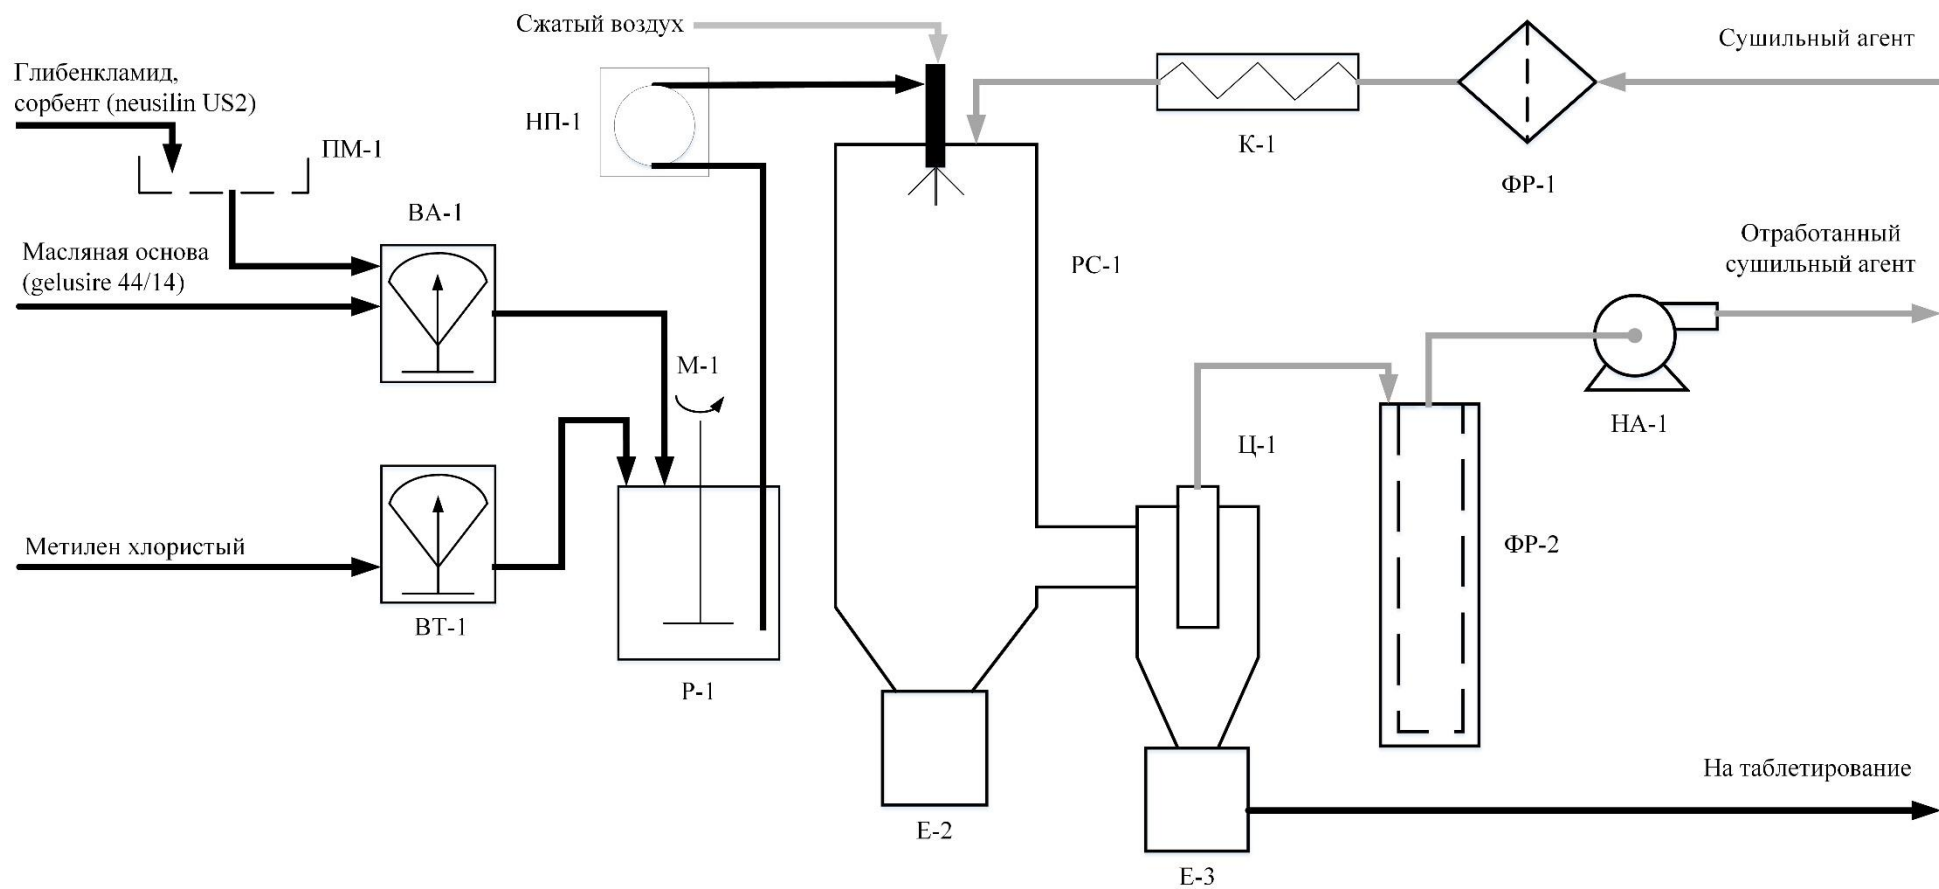 Сжатый воздух
Сушильный агент
Глибенкламид,
сорбент (neusilin US2)
НП-1
ПМ-1
К-1
ФР-1
ВА-1
Масляная основа
(gelusire 44/14)
РС-1
Отработанный
сушильный агент
М-1
НА-1
Ц-1
Метилен хлористый
ФР-2
ВТ-1
Р-1
На таблетирование
Е-2
Е-3